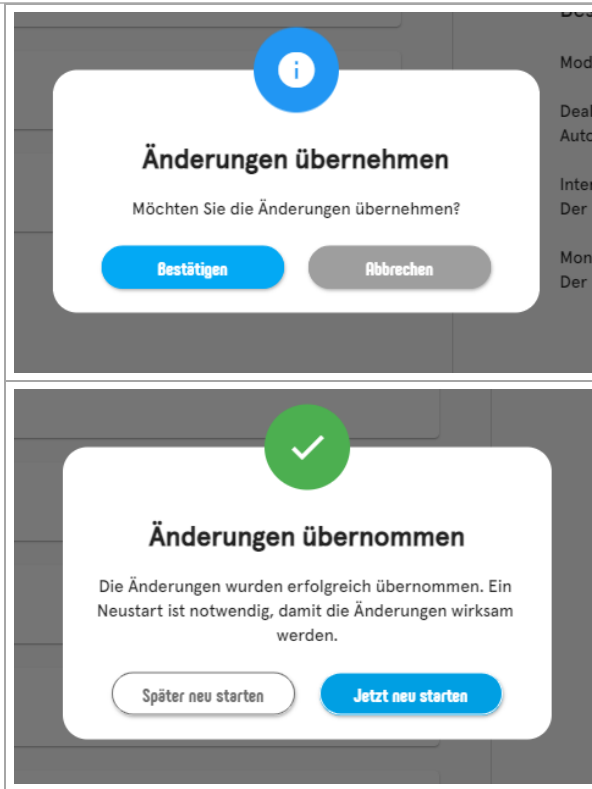 Mod
Änderungen übernehmen
Deal
Auto
Möchten Sie die Änderungen übernehmen?
Inter
Der
Bestätigen
Abbrechen
Mon
Der
Änderungen übernommen
Die Änderungen wurden erfolgreich übernommen. Ein
Neustart ist notwendig, damit die Änderungen wirksam
werden.
Später neu starten
Jetzt neu starten